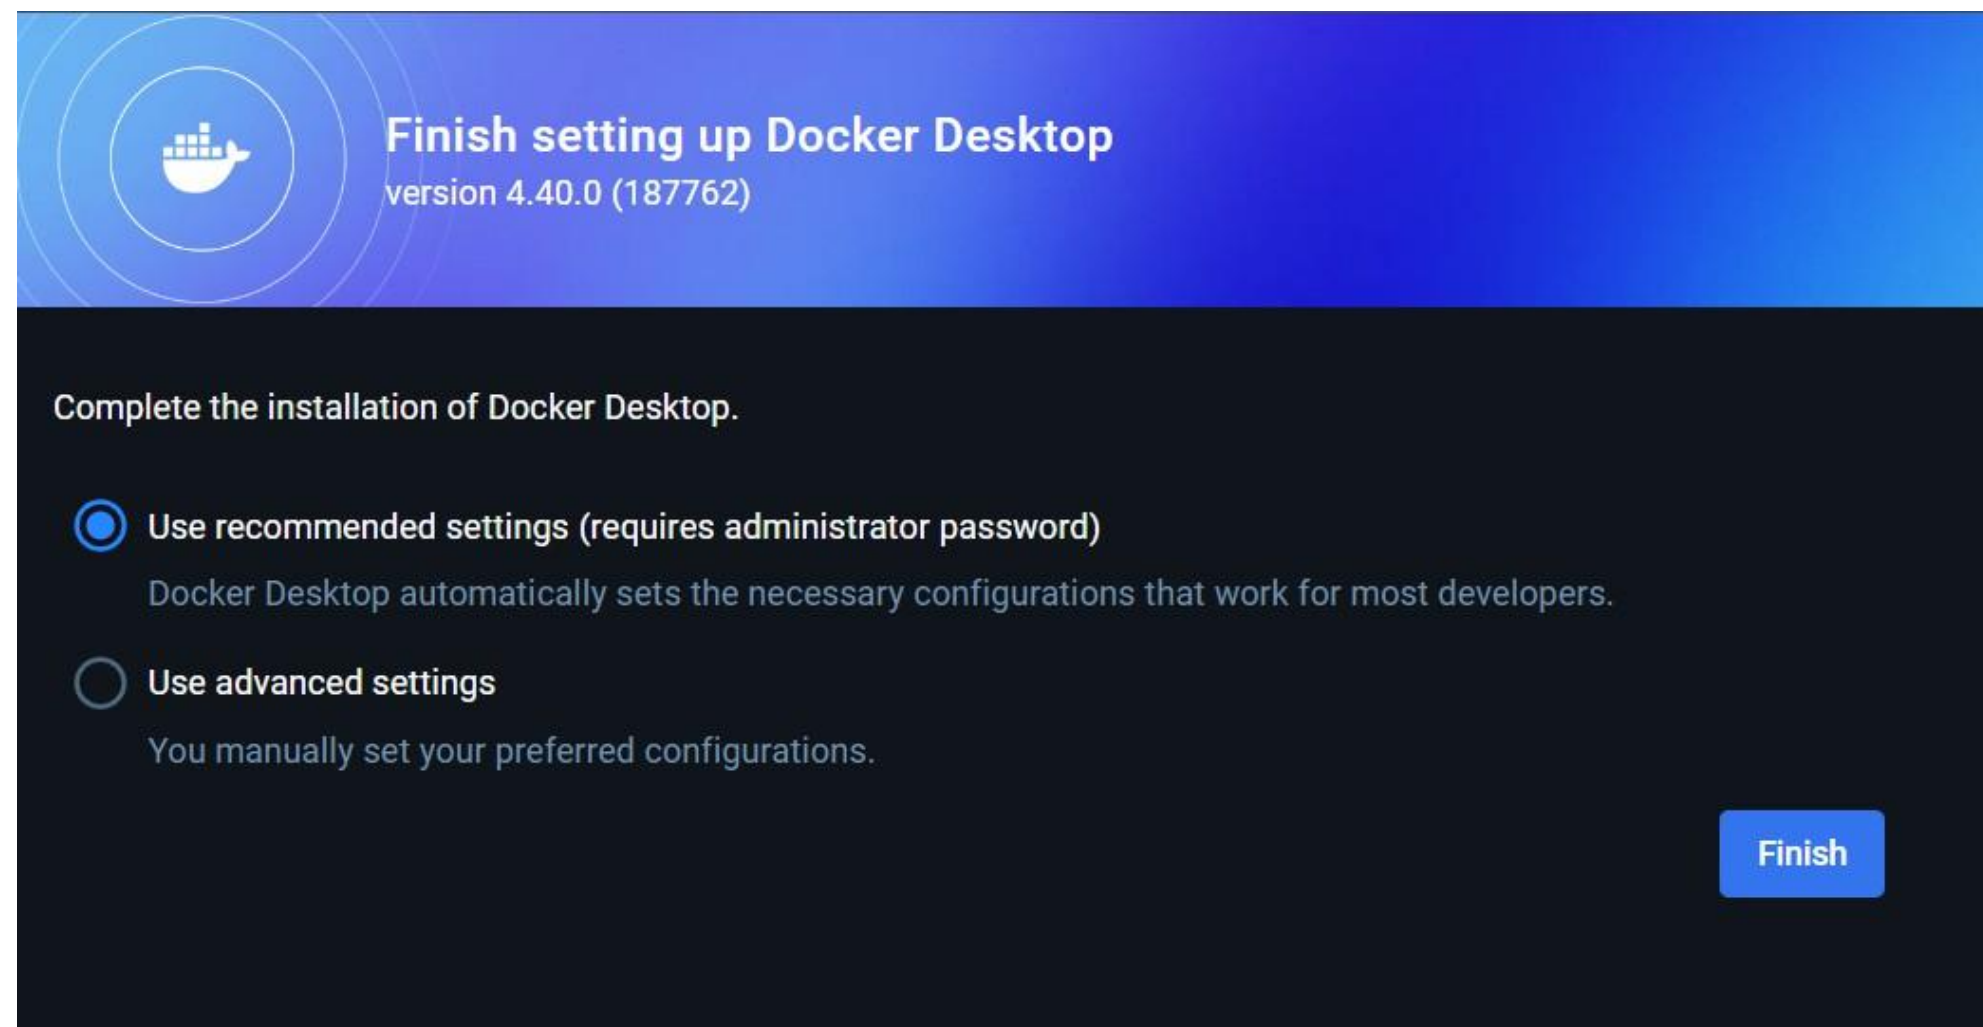 Finish setting up Docker Desktop
version 4.40.0 (187762)
Complete the installation of Docker Desktop.
Use recommended settings (requires administrator password)
Docker Desktop automatically sets the necessary configurations that work for most developers.
Use advanced settings
You manually set your preferred configurations.
Finish